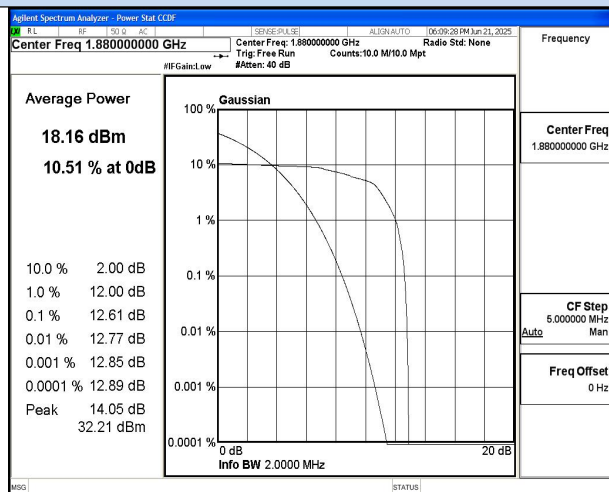 Agilent Spectrum Analyzer - Power Stat CCDF
RL RF 50 Ω AC SENSE:PULSE ALIGN AUTO 06:09:28 PM Jun 21, 2025
Center Freq 1.880000000 GHz
Center Freq: 1.880000000 GHz Radio Std: None
Trig: Free Run Counts:10.0 M/10.0 Mpt
#IFGain:Low #Atten: 40 dB
Frequency
Center Freq
1.880000000 GHz
CF Step
5.000000 MHz
Auto Man
Freq Offset
0 Hz
Average Power
18.16 dBm
10.51 % at 0dB
10.0 % 2.00 dB
1.0 % 12.00 dB
0.1 % 12.61 dB
0.01 % 12.77 dB
0.001 % 12.85 dB
0.0001 % 12.89 dB
Peak 14.05 dB
32.21 dBm
Gaussian
100 %
10 %
1 %
0.1 %
0.01 %
0.001 %
0.0001 %
0 dB 20 dB
Info BW 2.0000 MHz
MSG STATUS